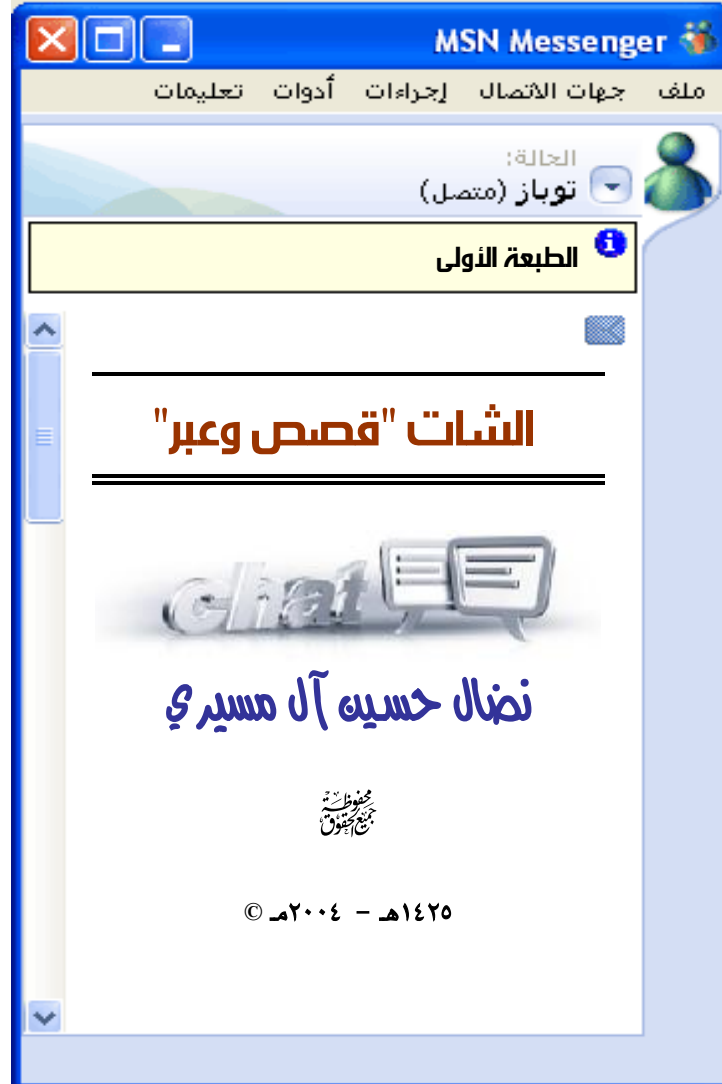 MSN Messenger
ملف جهات الاتصال إجراءات أدوات تعليمات
الحالة:
توباز (متصل)
الطبعة الأولى
الشات "قصص وعبر"
chat
نضال حسين آل مسيري
جميع الحقوق محفوظة
١٤٢٥هـ – ٢٠٠٤مـ ©